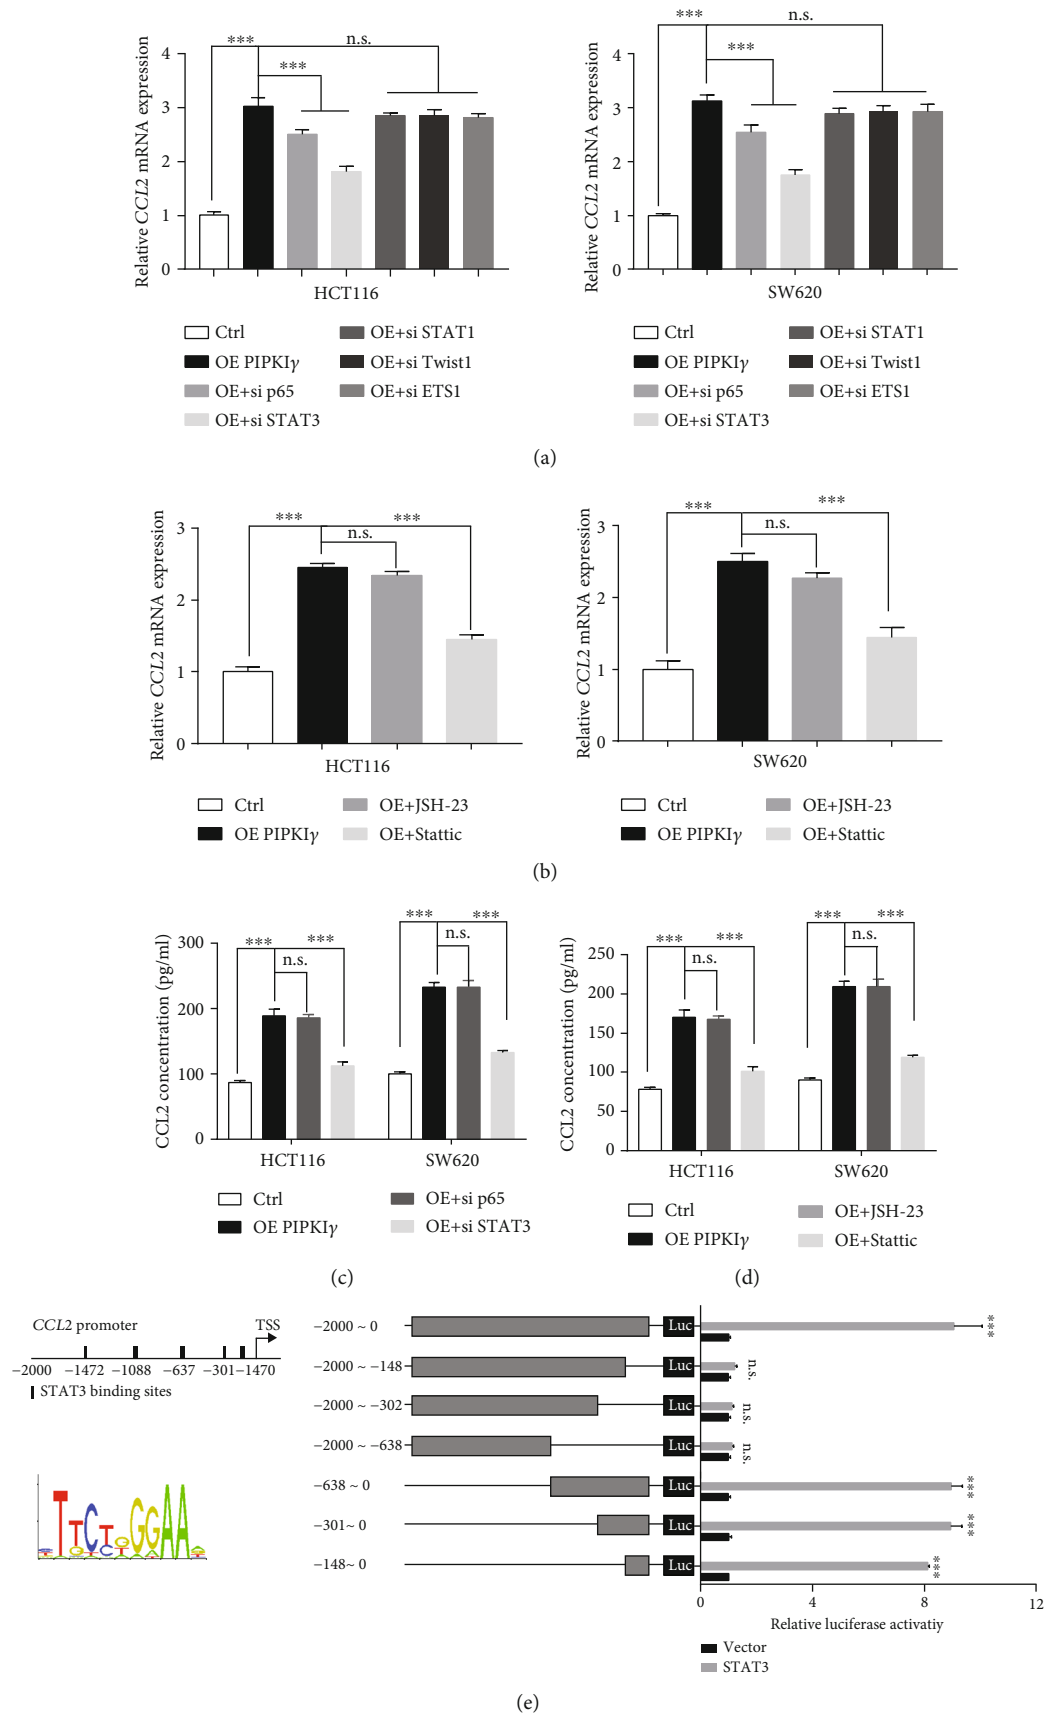 *** n.s.
***
Relative CCL2 mRNA expression
4
3
2
1
0
HCT116
Ctrl
OE PIPKIγ
OE+si p65
OE+si STAT3
OE+si STAT1
OE+si Twist1
OE+si ETS1
*** n.s.
***
Relative CCL2 mRNA expression
4
3
2
1
0
SW620
Ctrl
OE PIPKIγ
OE+si p65
OE+si STAT3
OE+si STAT1
OE+si Twist1
OE+si ETS1
(a)
*** ***
n.s.
Relative CCL2 mRNA expression
3
2
1
0
HCT116
Ctrl
OE PIPKIγ
OE+JSH-23
OE+Stattic
*** ***
n.s.
Relative CCL2 mRNA expression
3
2
1
0
SW620
Ctrl
OE PIPKIγ
OE+JSH-23
OE+Stattic
(b)
CCL2 concentration (pg/ml)
300
200
100
0
*** ***
n.s.
*** ***
n.s.
HCT116 SW620
Ctrl
OE PIPKIγ
OE+si p65
OE+si STAT3
(c)
CCL2 concentration (pg/ml)
250
200
150
100
50
0
*** ***
n.s.
*** ***
n.s.
HCT116 SW620
Ctrl
OE PIPKIγ
OE+JSH-23
OE+Stattic
(d)
CCL2 promoter TSS
−2000 −1472 −1088 −637 −301 −1470
STAT3 binding sites
TTCTGGAA
−2000 ~ 0 Luc ***
−2000 ~ −148 Luc n.s.
−2000 ~ −302 Luc n.s.
−2000 ~ −638 Luc n.s.
−638 ~ 0 Luc ***
−301~ 0 Luc ***
−148~ 0 Luc ***
0 4 8 12
Relative luciferase activatiy
Vector
STAT3
(e)